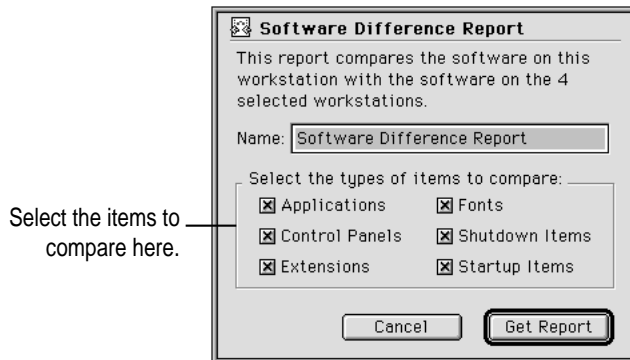 Software Difference Report
This report compares the software on this
workstation with the software on the 4
selected workstations.
Name: Software Difference Report
Select the types of items to compare:
Applications
Fonts
Control Panels
Shutdown Items
Extensions
Startup Items
Cancel
Get Report
Select the items to
compare here.